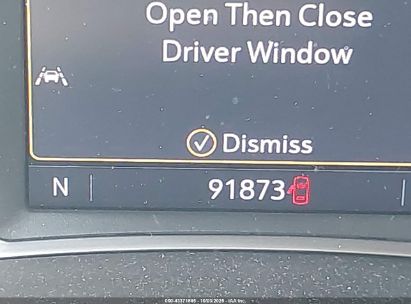 Open Then Close
Driver Window
Dismiss
N 91873